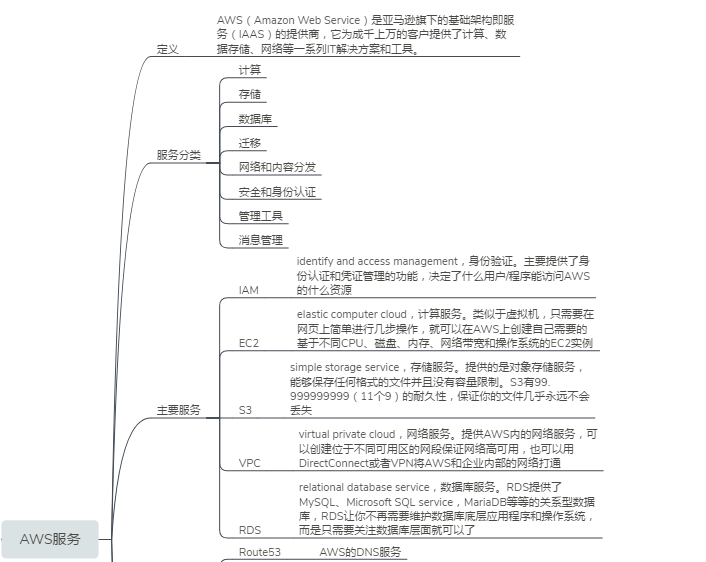 AWS（Amazon Web Service）是亚马逊旗下的基础架构即服
务（IAAS）的提供商，它为成千上万的客户提供了计算、数
据存储、网络等一系列IT解决方案和工具。
定义
计算
存储
数据库
迁移
服务分类
网络和内容分发
安全和身份认证
管理工具
消息管理
identify and access management，身份验证。主要提供了身
份认证和凭证管理的功能，决定了什么用户/程序能访问AWS
的什么资源
IAM
elastic computer cloud，计算服务。类似于虚拟机，只需要在
网页上简单进行几步操作，就可以在AWS上创建自己需要的
基于不同CPU、磁盘、内存、网络带宽和操作系统的EC2实例
EC2
simple storage service，存储服务。提供的是对象存储服务，
能够保存任何格式的文件并且没有容量限制。S3有99.
999999999（11个9）的耐久性，保证你的文件几乎永远不会
丢失
主要服务
S3
virtual private cloud，网络服务。提供AWS内的网络服务，可
以创建位于不同可用区的网段保证网络高可用，也可以用
DirectConnect或者VPN将AWS和企业内部的网络打通
VPC
relational database service，数据库服务。RDS提供了
MySQL、Microsoft SQL service，MariaDB等等的关系型数据
库，RDS让你不再需要维护数据库底层应用程序和操作系统，
而是只需要关注数据库层面就可以了
RDS
AWS服务
Route53
AWS的DNS服务